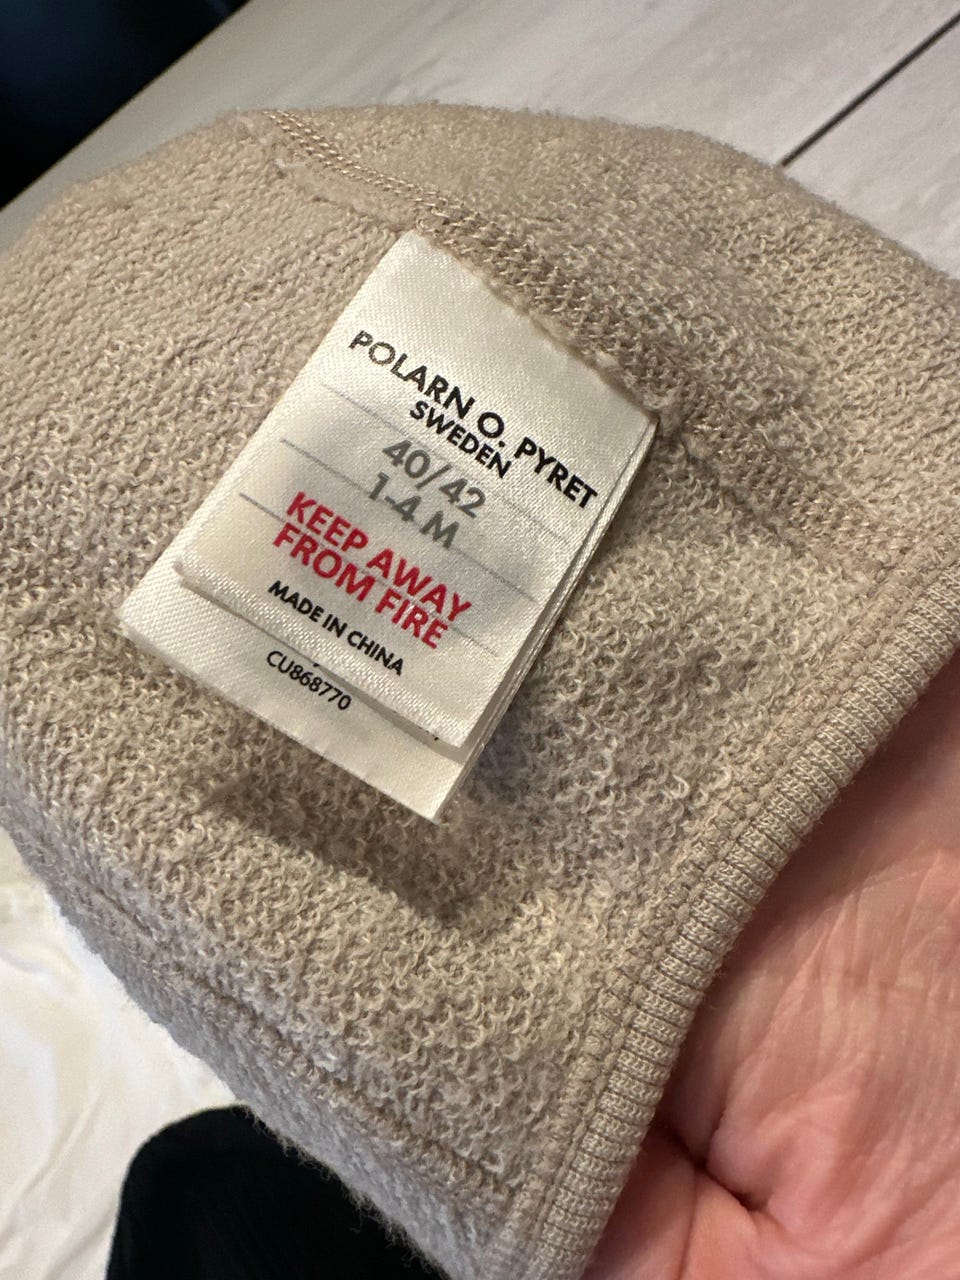 POLARN O. PYRET
SWEDEN
40/42
1-4 M
KEEP AWAY
FROM FIRE
MADE IN CHINA
CU868770